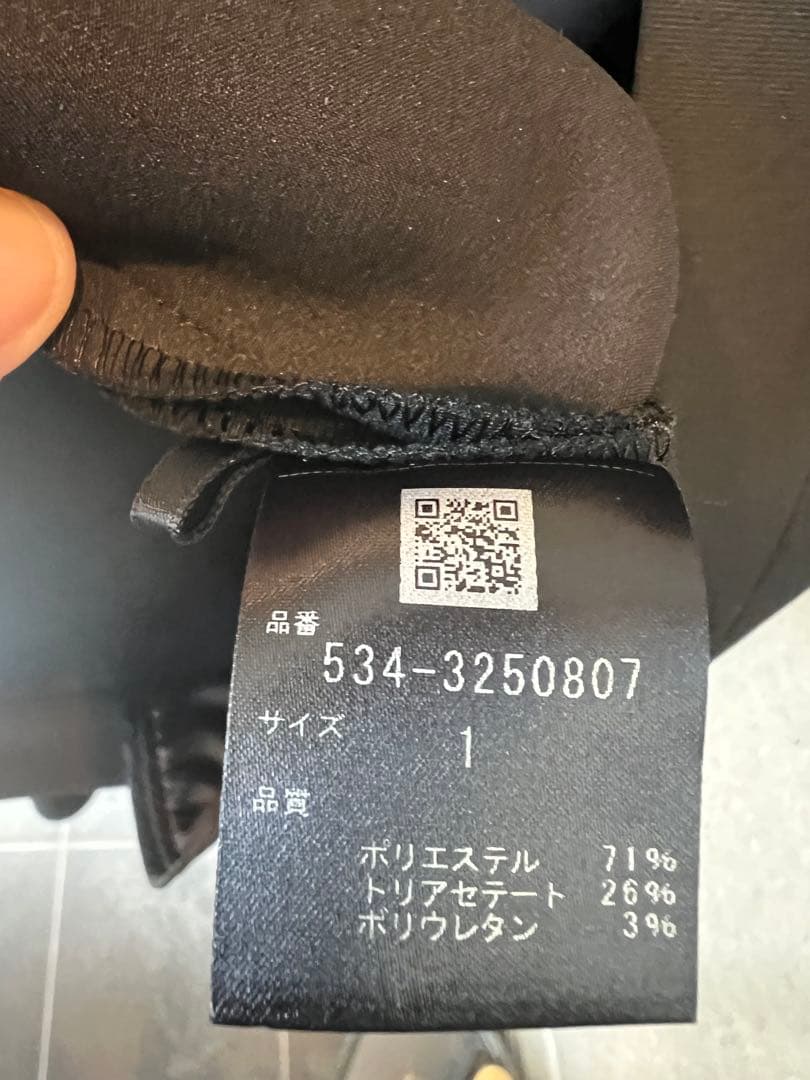 品番
534-3250807
サイズ
1
品質
ポリエステル 71%
トリアセテート 26%
ポリウレタン 3%